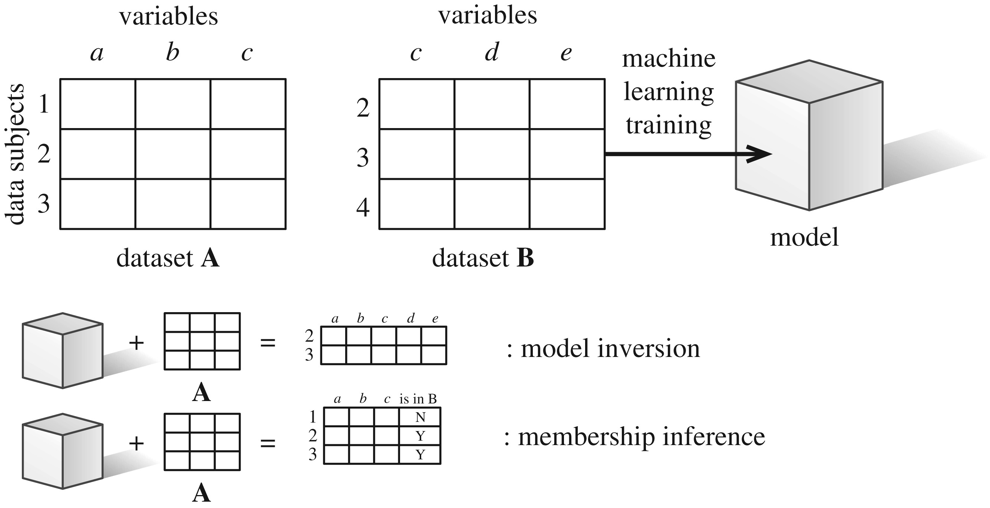 variables
a b c
data subjects
1
2
3
dataset A
variables
c d e
2
3
4
dataset B
machine
learning
training
model
+
A
=
a b c d e
2
3
: model inversion
+
A
=
a b c is in B
1 N
2 Y
3 Y
: membership inference